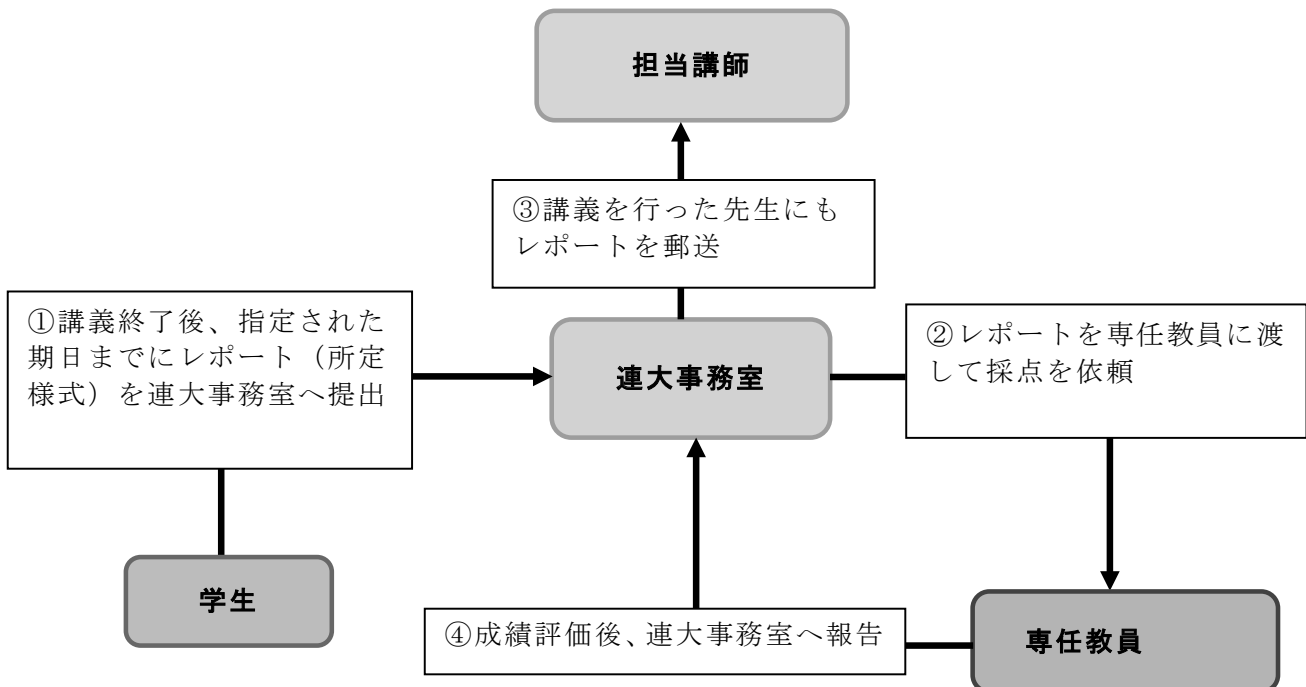 担当講師
③講義を行った先生にも
レポートを郵送
①講義終了後、指定された
期日までにレポート（所定
様式）を連大事務室へ提出
連大事務室
②レポートを専任教員に渡
して採点を依頼
学生
④成績評価後、連大事務室へ報告
専任教員